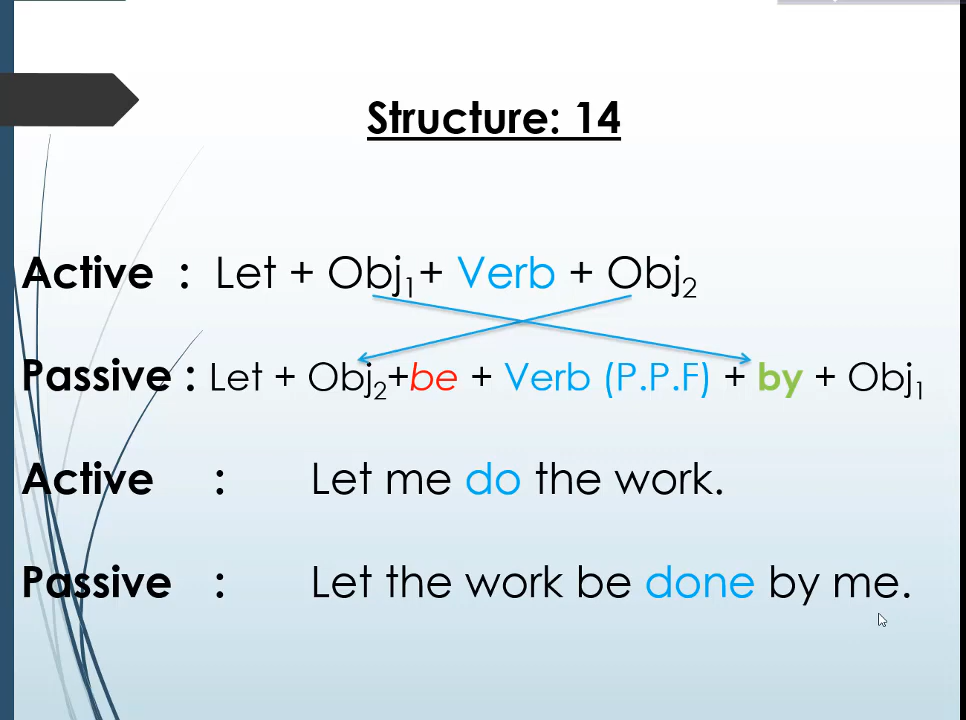 Structure: 14
Active : Let + Obj₁+ Verb + Obj₂
Passive : Let + Obj₂+be + Verb (P.P.F) + by + Obj₁
Active : Let me do the work.
Passive : Let the work be done by me.